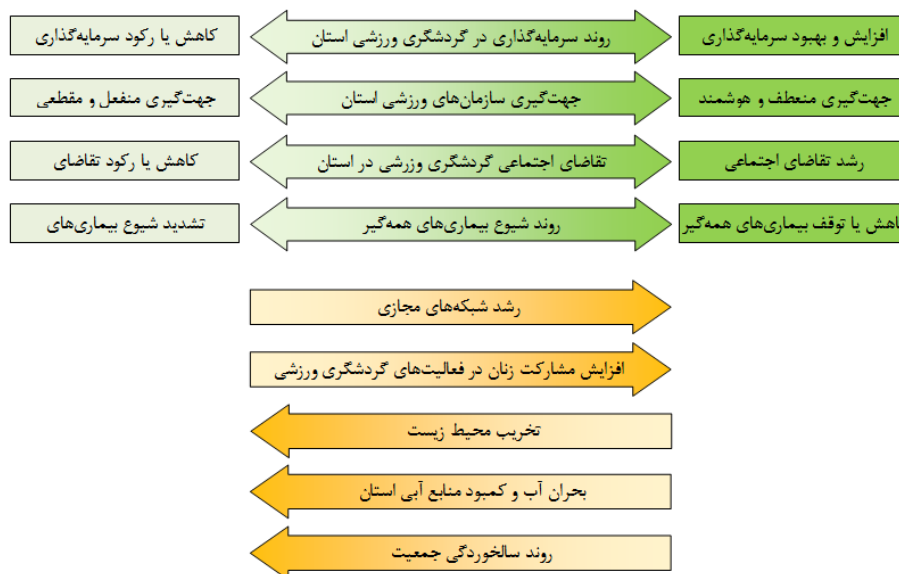 افزایش و بهبود سرمایه‌گذاری
روند سرمایه‌گذاری در گردشگری ورزشی استان
کاهش یا رکود سرمایه‌گذاری
جهت‌گیری منعطف و هوشمند
جهت‌گیری سازمان‌های ورزشی استان
جهت‌گیری منفعل و مقطعی
رشد تقاضای اجتماعی
تقاضای اجتماعی گردشگری وزرشی در استان
کاهش یا رکود تقاضای
کاهش یا توقف بیماری‌های همه‌گیر
روند شیوع بیماری‌های همه‌گیر
تشدید شیوع بیماری‌های
رشد شبکه‌های مجازی
افزایش مشارکت زنان در فعالیت‌های گردشگری ورزشی
تخریب محیط زیست
بحران آب و کمبود منابع آبی استان
روند سالخوردگی جمعیت